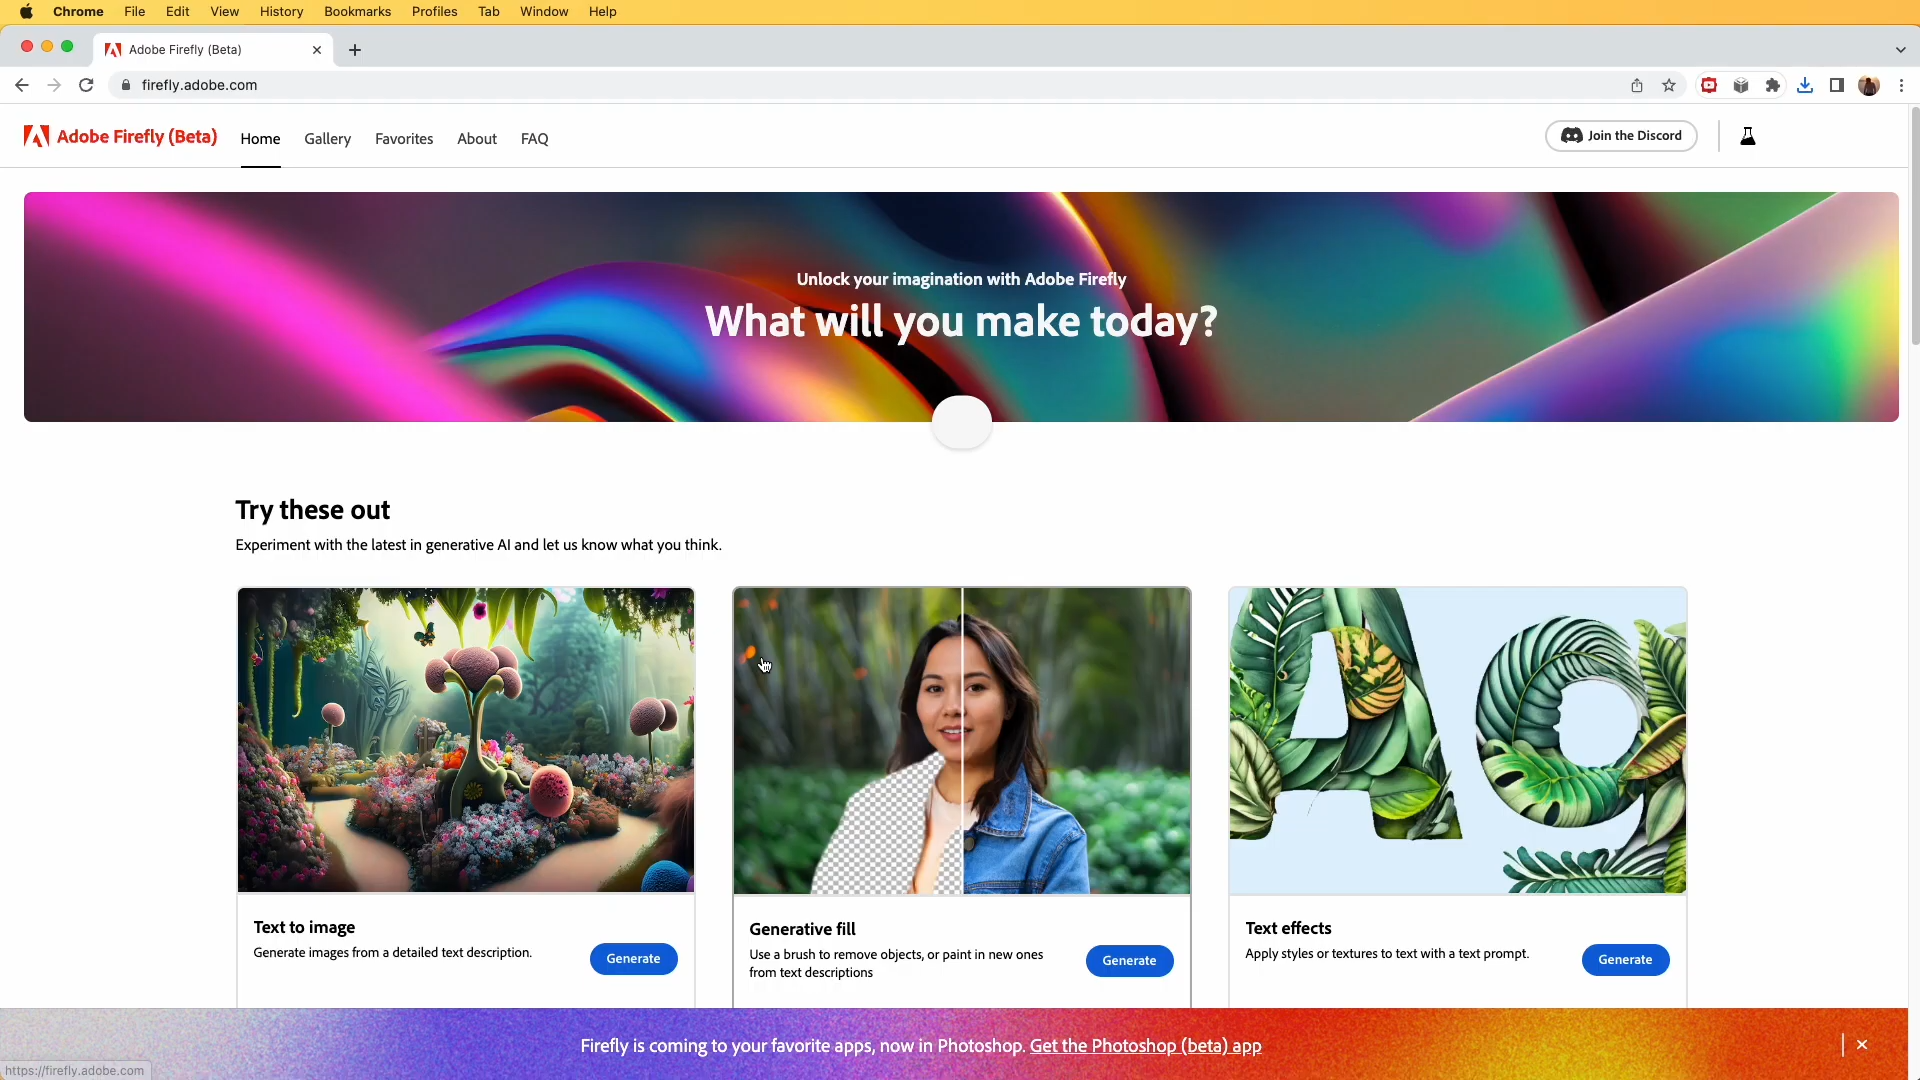 Chrome File Edit View History Bookmarks Profiles Tab Window Help
Adobe Firefly (Beta)
firefly.adobe.com
Adobe Firefly (Beta) Home Gallery Favorites About FAQ Join the Discord
Unlock your imagination with Adobe Firefly
What will you make today?
Try these out
Experiment with the latest in generative AI and let us know what you think.
Ag
Text to image
Generate images from a detailed text description.
Generate
Generative fill
Use a brush to remove objects, or paint in new ones
from text descriptions
Generate
Text effects
Apply styles or textures to text with a text prompt.
Generate
Firefly is coming to your favorite apps, now in Photoshop. Get the Photoshop (beta) app
https://firefly.adobe.com